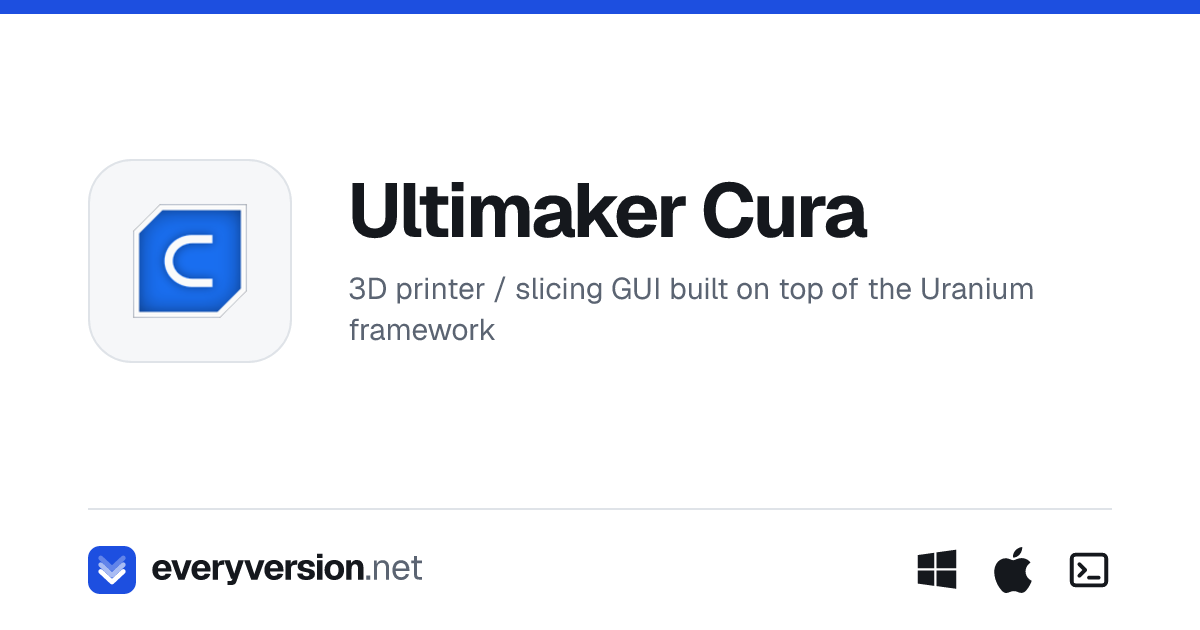 Ultimaker Cura
3D printer / slicing GUI built on top of the Uranium
framework
everyversion.net